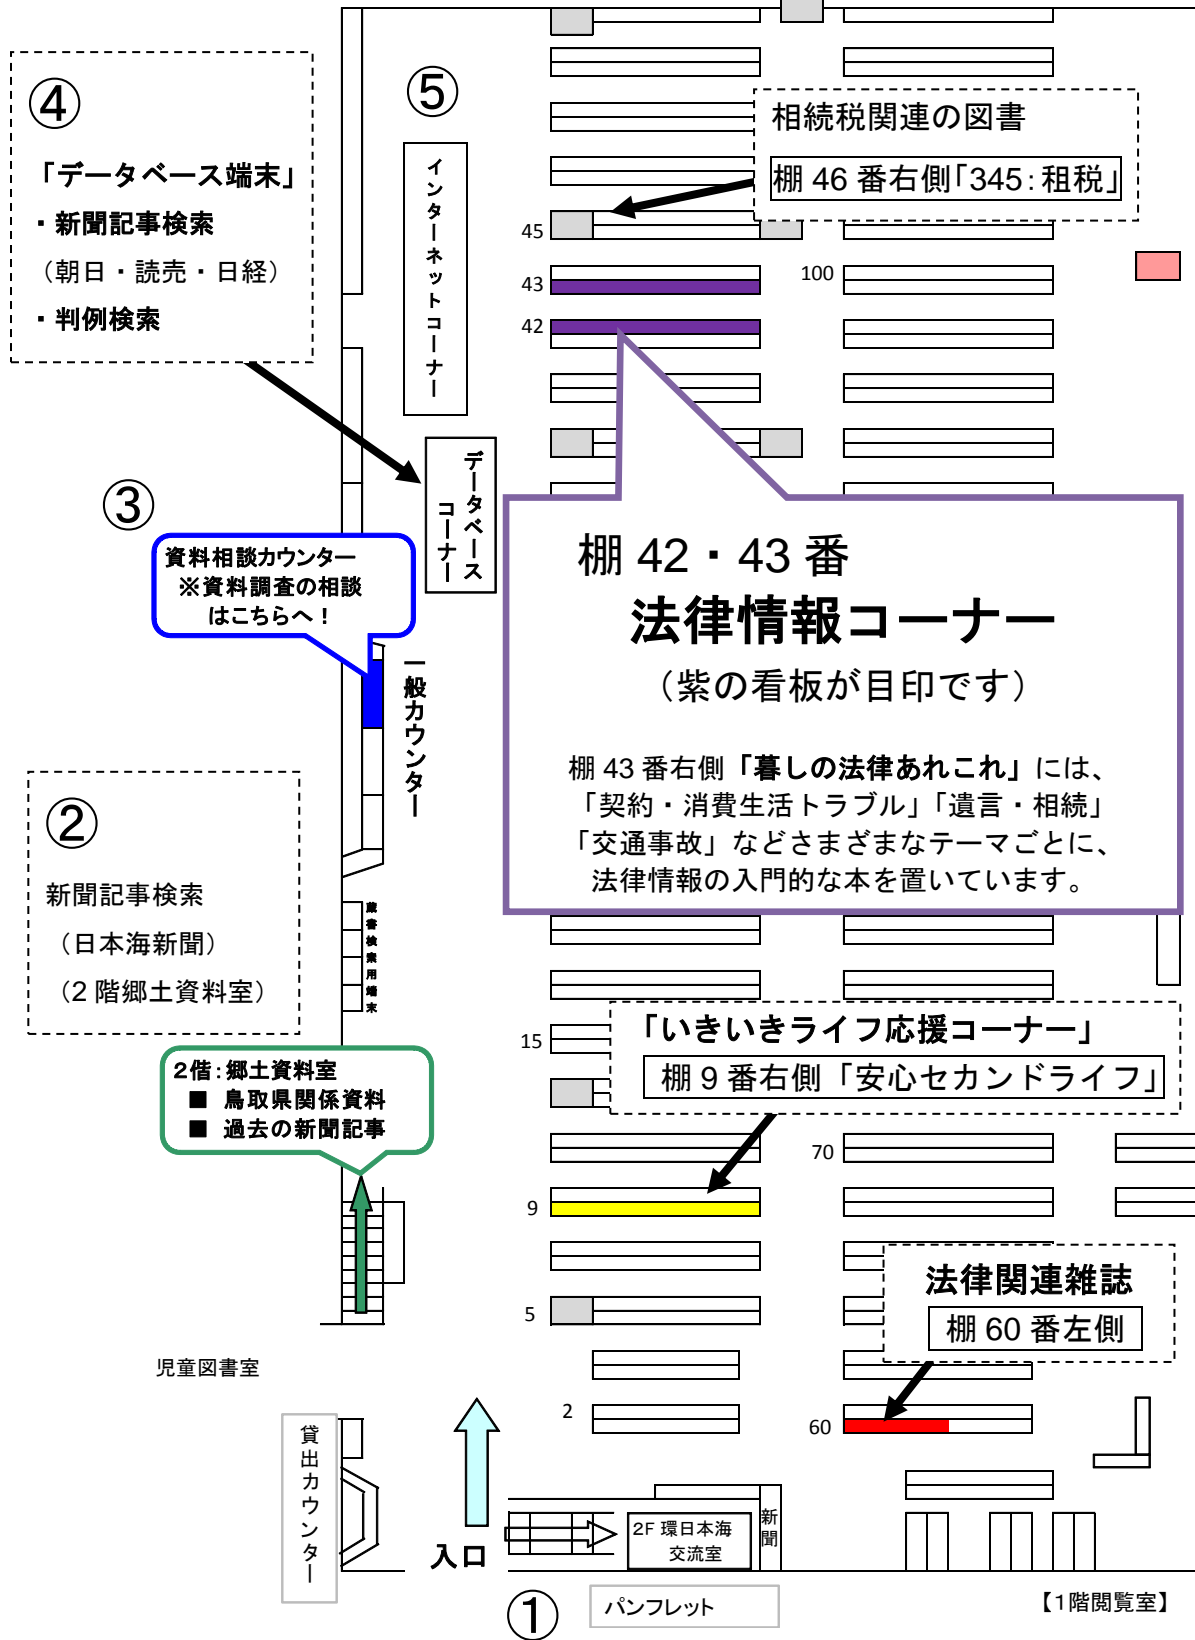 ④
「データベース端末」
・新聞記事検索
（朝日・読売・日経）
・判例検索
⑤
インターネットコーナー
相続税関連の図書
棚 46 番右側「345：租税」
45
43
42
100
データベース
コーナー
③
資料相談カウンター
※資料調査の相談
はこちらへ！
一般カウンター
棚 42・43 番
法律情報コーナー
（紫の看板が目印です）
棚 43 番右側「暮しの法律あれこれ」には、
「契約・消費生活トラブル」「遺言・相続」
「交通事故」などさまざまなテーマごとに、
法律情報の入門的な本を置いています。
②
新聞記事検索
（日本海新聞）
（2 階郷土資料室）
蔵書検索用端末
15
「いきいきライフ応援コーナー」
棚 9 番右側「安心セカンドライフ」
2階：郷土資料室
■ 鳥取県関係資料
■ 過去の新聞記事
70
9
5
法律関連雑誌
棚 60 番左側
児童図書室
2
60
貸出カウンター
入口
2F 環日本海
交流室
新聞
①
パンフレット
【1階閲覧室】